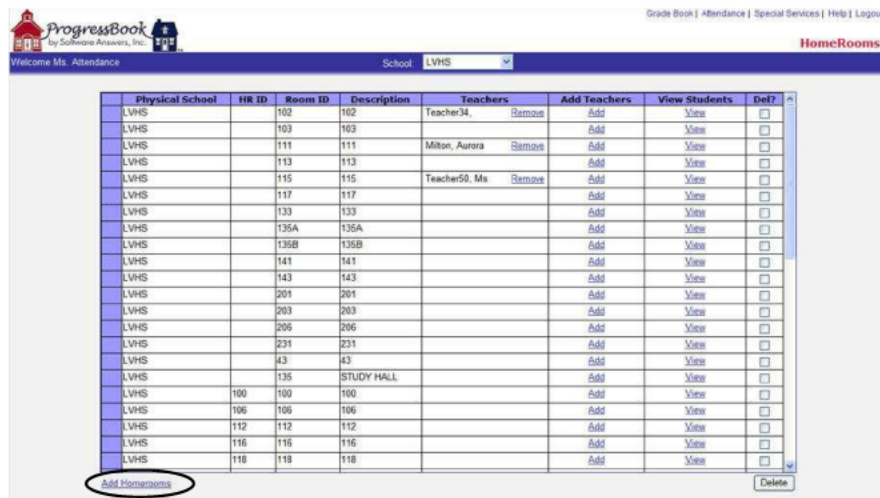 Grade Book | Attendance | Special Services | Help | Logou
ProgressBook
by Software Answers, Inc.
HomeRooms
Welcome Ms. Attendance School: LVHS
Physical School HR ID Room ID Description Teachers Add Teachers View Students Del?
LVHS 102 102 Teacher34, Remove Add View
LVHS 103 103 Add View
LVHS 111 111 Milton, Aurora Remove Add View
LVHS 113 113 Add View
LVHS 115 115 Teacher50, Ms Remove Add View
LVHS 117 117 Add View
LVHS 133 133 Add View
LVHS 135A 135A Add View
LVHS 135B 135B Add View
LVHS 141 141 Add View
LVHS 143 143 Add View
LVHS 201 201 Add View
LVHS 203 203 Add View
LVHS 206 206 Add View
LVHS 231 231 Add View
LVHS 43 43 Add View
LVHS 135 STUDY HALL Add View
LVHS 100 100 100 Add View
LVHS 106 106 106 Add View
LVHS 112 112 112 Add View
LVHS 116 116 116 Add View
LVHS 118 118 118 Add View
Add Homerooms Delete